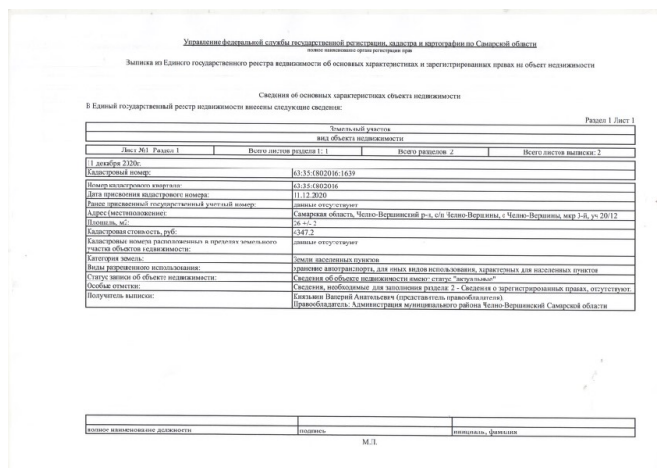 Управление федеральной службы государственной регистрации, кадастра и картографии по Самарской области
полное наименование органа регистрации прав
Выписка из Единого государственного реестра недвижимости об основных характеристиках и зарегистрированных правах на объект недвижимости
Сведения об основных характеристиках объекта недвижимости
В Единый государственный реестр недвижимости внесены следующие сведения:
Раздел 1 Лист 1
Земельный участок
вид объекта недвижимости
Лист №1 Раздел 1 Всего листов раздела 1: 1 Всего разделов: 2 Всего листов выписки: 2
11 декабря 2020г.
Кадастровый номер: 63:35:0802016:1639
Номер кадастрового квартала: 63:35:0802016
Дата присвоения кадастрового номера: 11.12.2020
Ранее присвоенный государственный учетный номер: данные отсутствуют
Адрес (местоположение): Самарская область, Челно-Вершинский р-н, с/п Челно-Вершины, с Челно-Вершины, мкр 3-й, уч 20/12
Площадь, м2: 26 +/- 2
Кадастровая стоимость, руб: 4347.2
Кадастровые номера расположенных в пределах земельного участка объектов недвижимости: данные отсутствуют
Категория земель: Земли населенных пунктов
Виды разрешенного использования: хранение автотранспорта, для иных видов использования, характерных для населенных пунктов
Статус записи об объекте недвижимости: Сведения об объекте недвижимости имеют статус "актуальные"
Особые отметки: Сведения, необходимые для заполнения раздела: 2 - Сведения о зарегистрированных правах, отсутствуют.
Получатель выписки: Князькин Валерий Анатольевич (представитель правообладателя),
Правообладатель: Администрация муниципального района Челно-Вершинский Самарской области
полное наименование должности подпись инициалы, фамилия
М.П.